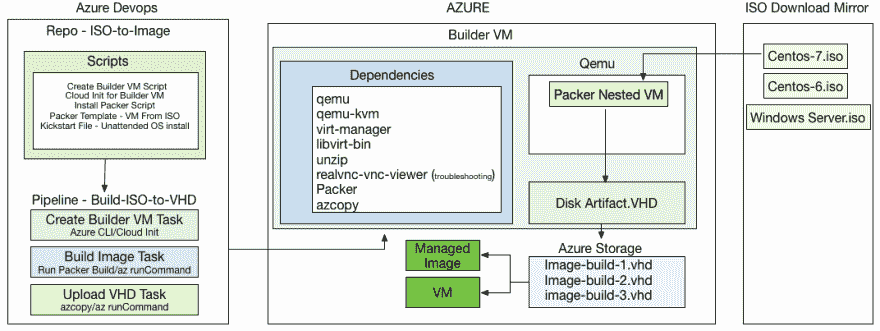 Azure Devops
Repo - ISO-to-Image
Scripts
Create Builder VM Script
Cloud Init for Builder VM
Install Packer Script
Packer Template - VM From ISO
Kickstart File - Unattended OS install
Pipeline - Build-ISO-to-VHD
Create Builder VM Task
Azure CLI/Cloud Init
Build Image Task
Run Packer Build/az runCommand
Upload VHD Task
azcopy/az runCommand
AZURE
Builder VM
Dependencies
qemu
qemu-kvm
virt-manager
libvirt-bin
unzip
realvnc-vnc-viewer (troubleshooting)
Packer
azcopy
Qemu
Packer Nested VM
Disk Artifact.VHD
Azure Storage
Image-build-1.vhd
Image-build-2.vhd
image-build-3.vhd
Managed
Image
VM
ISO Download Mirror
Centos-7.iso
Centos-6.iso
Windows Server.iso